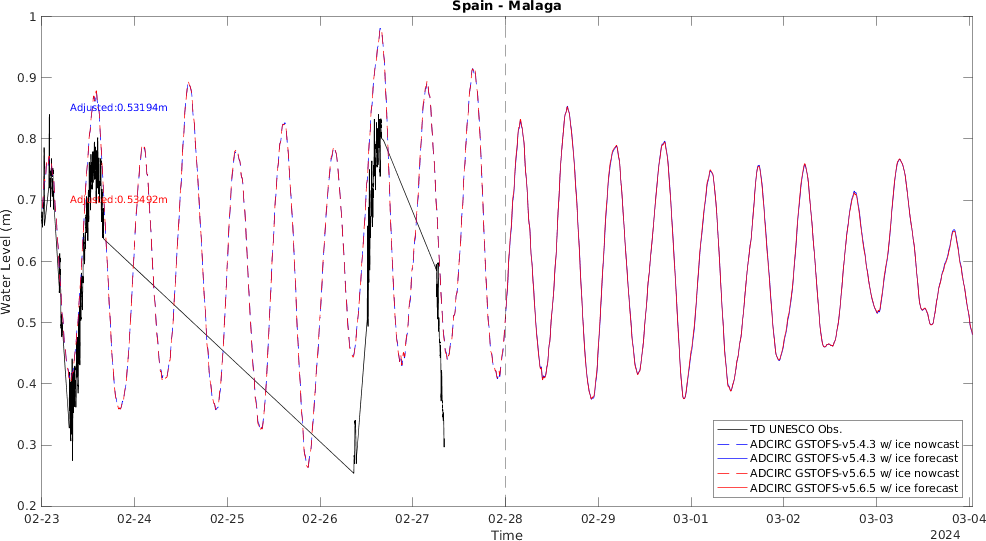 Spain - Malaga
1
0.9
0.8
0.7
0.6
0.5
0.4
0.3
0.2
Water Level (m)
Adjusted:0.53194m
Adjusted:0.53492m
TD UNESCO Obs.
ADCIRC GSTOFS-v5.4.3 w/ ice nowcast
ADCIRC GSTOFS-v5.4.3 w/ ice forecast
ADCIRC GSTOFS-v5.6.5 w/ ice nowcast
ADCIRC GSTOFS-v5.6.5 w/ ice forecast
02-23 02-24 02-25 02-26 02-27 02-28 02-29 03-01 03-02 03-03 03-04
Time
2024